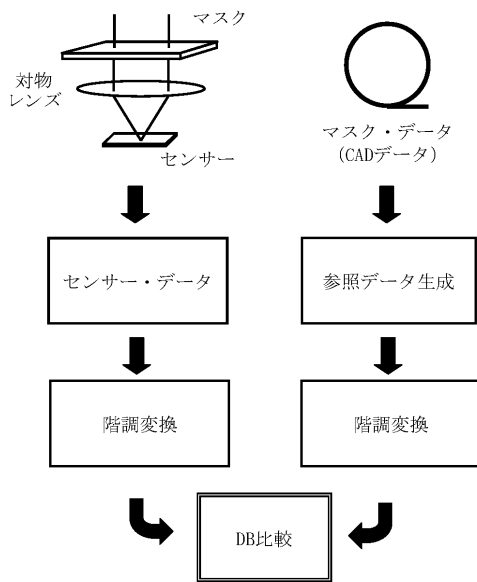 マスク
対物
レンズ
センサー
マスク・データ
(CADデータ)
センサー・データ
参照データ生成
階調変換
階調変換
DB比較